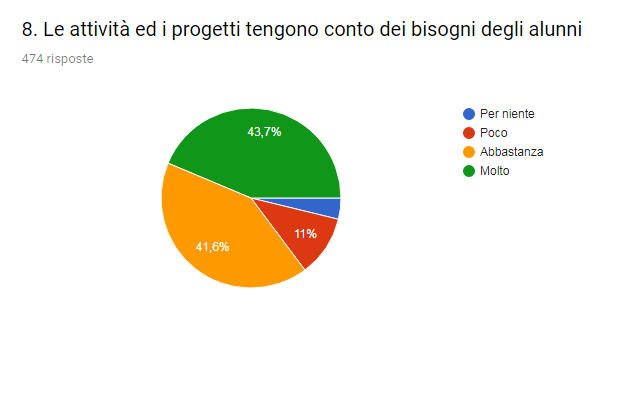 8. Le attività ed i progetti tengono conto dei bisogni degli alunni
474 risposte
Per niente
Poco
Abbastanza
Molto
43,7%
11%
41,6%